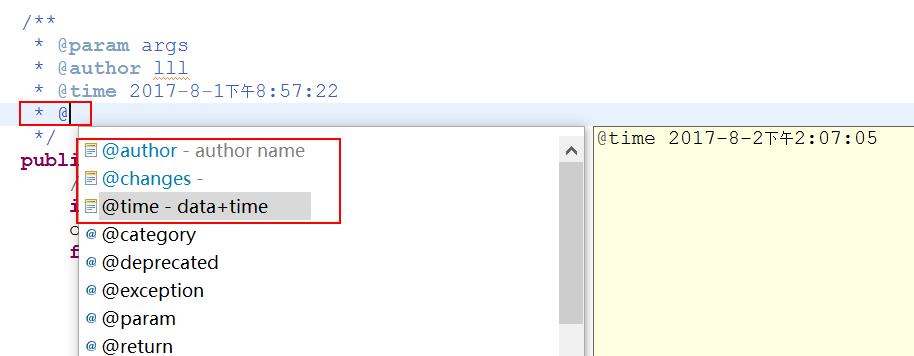 /**
* @param args
* @author lll
* @time 2017-8-1下午8:57:22
* @
*/
publi
/
i
o
f
@author - author name
@changes -
@time - data+time
@category
@deprecated
@exception
@param
@return
@time 2017-8-2下午2:07:05